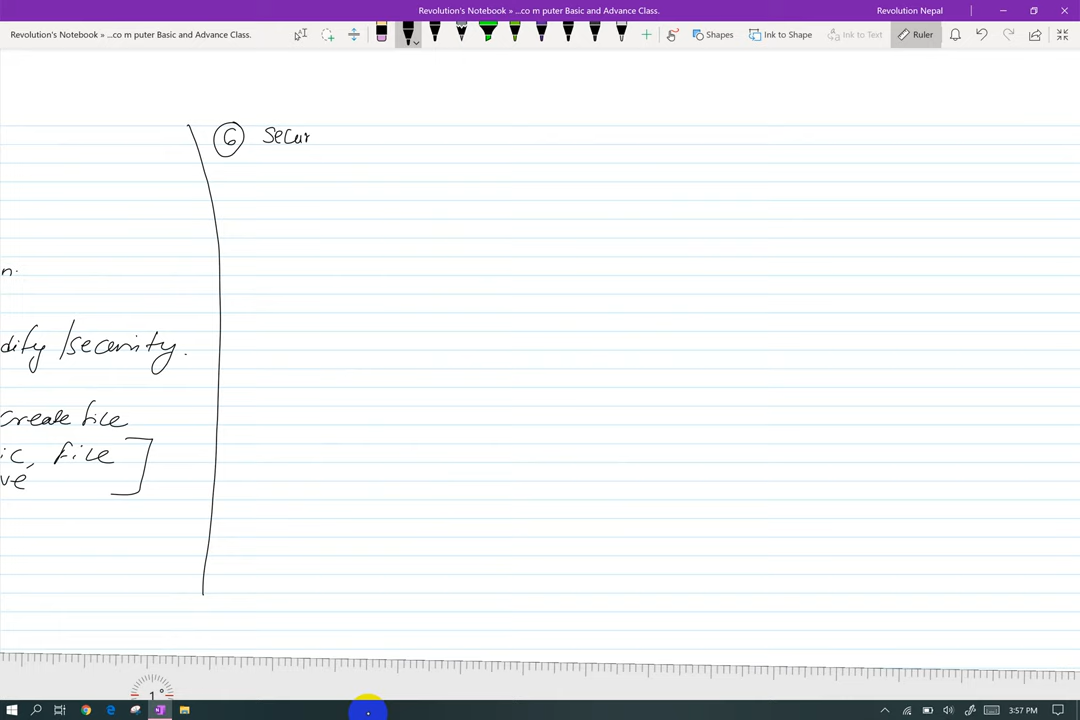 Revolution's Notebook » ...co m puter Basic and Advance Class.
Revolution Nepal
Revolution's Notebook » ...co m puter Basic and Advance Class.
Shapes
Ink to Shape
Ink to Text
Ruler
6 Secur
n.
dify /security.
create file
ic, file
ve
1°
3:57 PM